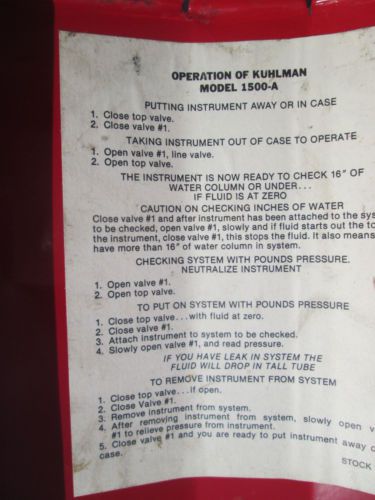 OPERATION OF KUHLMAN
MODEL 1500-A
PUTTING INSTRUMENT AWAY OR IN CASE
1. Close top valve.
2. Close valve #1.
TAKING INSTRUMENT OUT OF CASE TO OPERATE
1. Open valve #1, line valve.
2. Open top valve.
THE INSTRUMENT IS NOW READY TO CHECK 16" OF
WATER COLUMN OR UNDER...
IF FLUID IS AT ZERO
CAUTION ON CHECKING INCHES OF WATER
Close valve #1 and after instrument has been attached to the sys
to be checked, open valve #1, slowly and if fluid starts out the to
the instrument, close valve #1, this stops the fluid. It also means
have more than 16" of water column in system.
CHECKING SYSTEM WITH POUNDS PRESSURE.
NEUTRALIZE INSTRUMENT
1. Open valve #1.
2. Open top valve.
TO PUT ON SYSTEM WITH POUNDS PRESSURE
1. Close top valve...with fluid at zero.
2. Close valve #1.
3. Attach instrument to system to be checked.
4. Slowly open valve #1, and read pressure.
IF YOU HAVE LEAK IN SYSTEM THE
FLUID WILL DROP IN TALL TUBE
TO REMOVE INSTRUMENT FROM SYSTEM
1. Close top valve...if open.
2. Close Valve #1.
3. Remove instrument from system.
4. After removing instrument from system, slowly open v
#1 to relieve pressure from instrument.
5. Close valve #1 and you are ready to put instrument away o
case.
STOCK